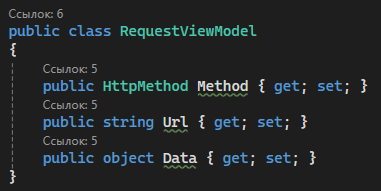 Ссылок: 6
public class RequestViewModel
{
Ссылок: 5
public HttpMethod Method { get; set; }
Ссылок: 5
public string Url { get; set; }
Ссылок: 5
public object Data { get; set; }
}